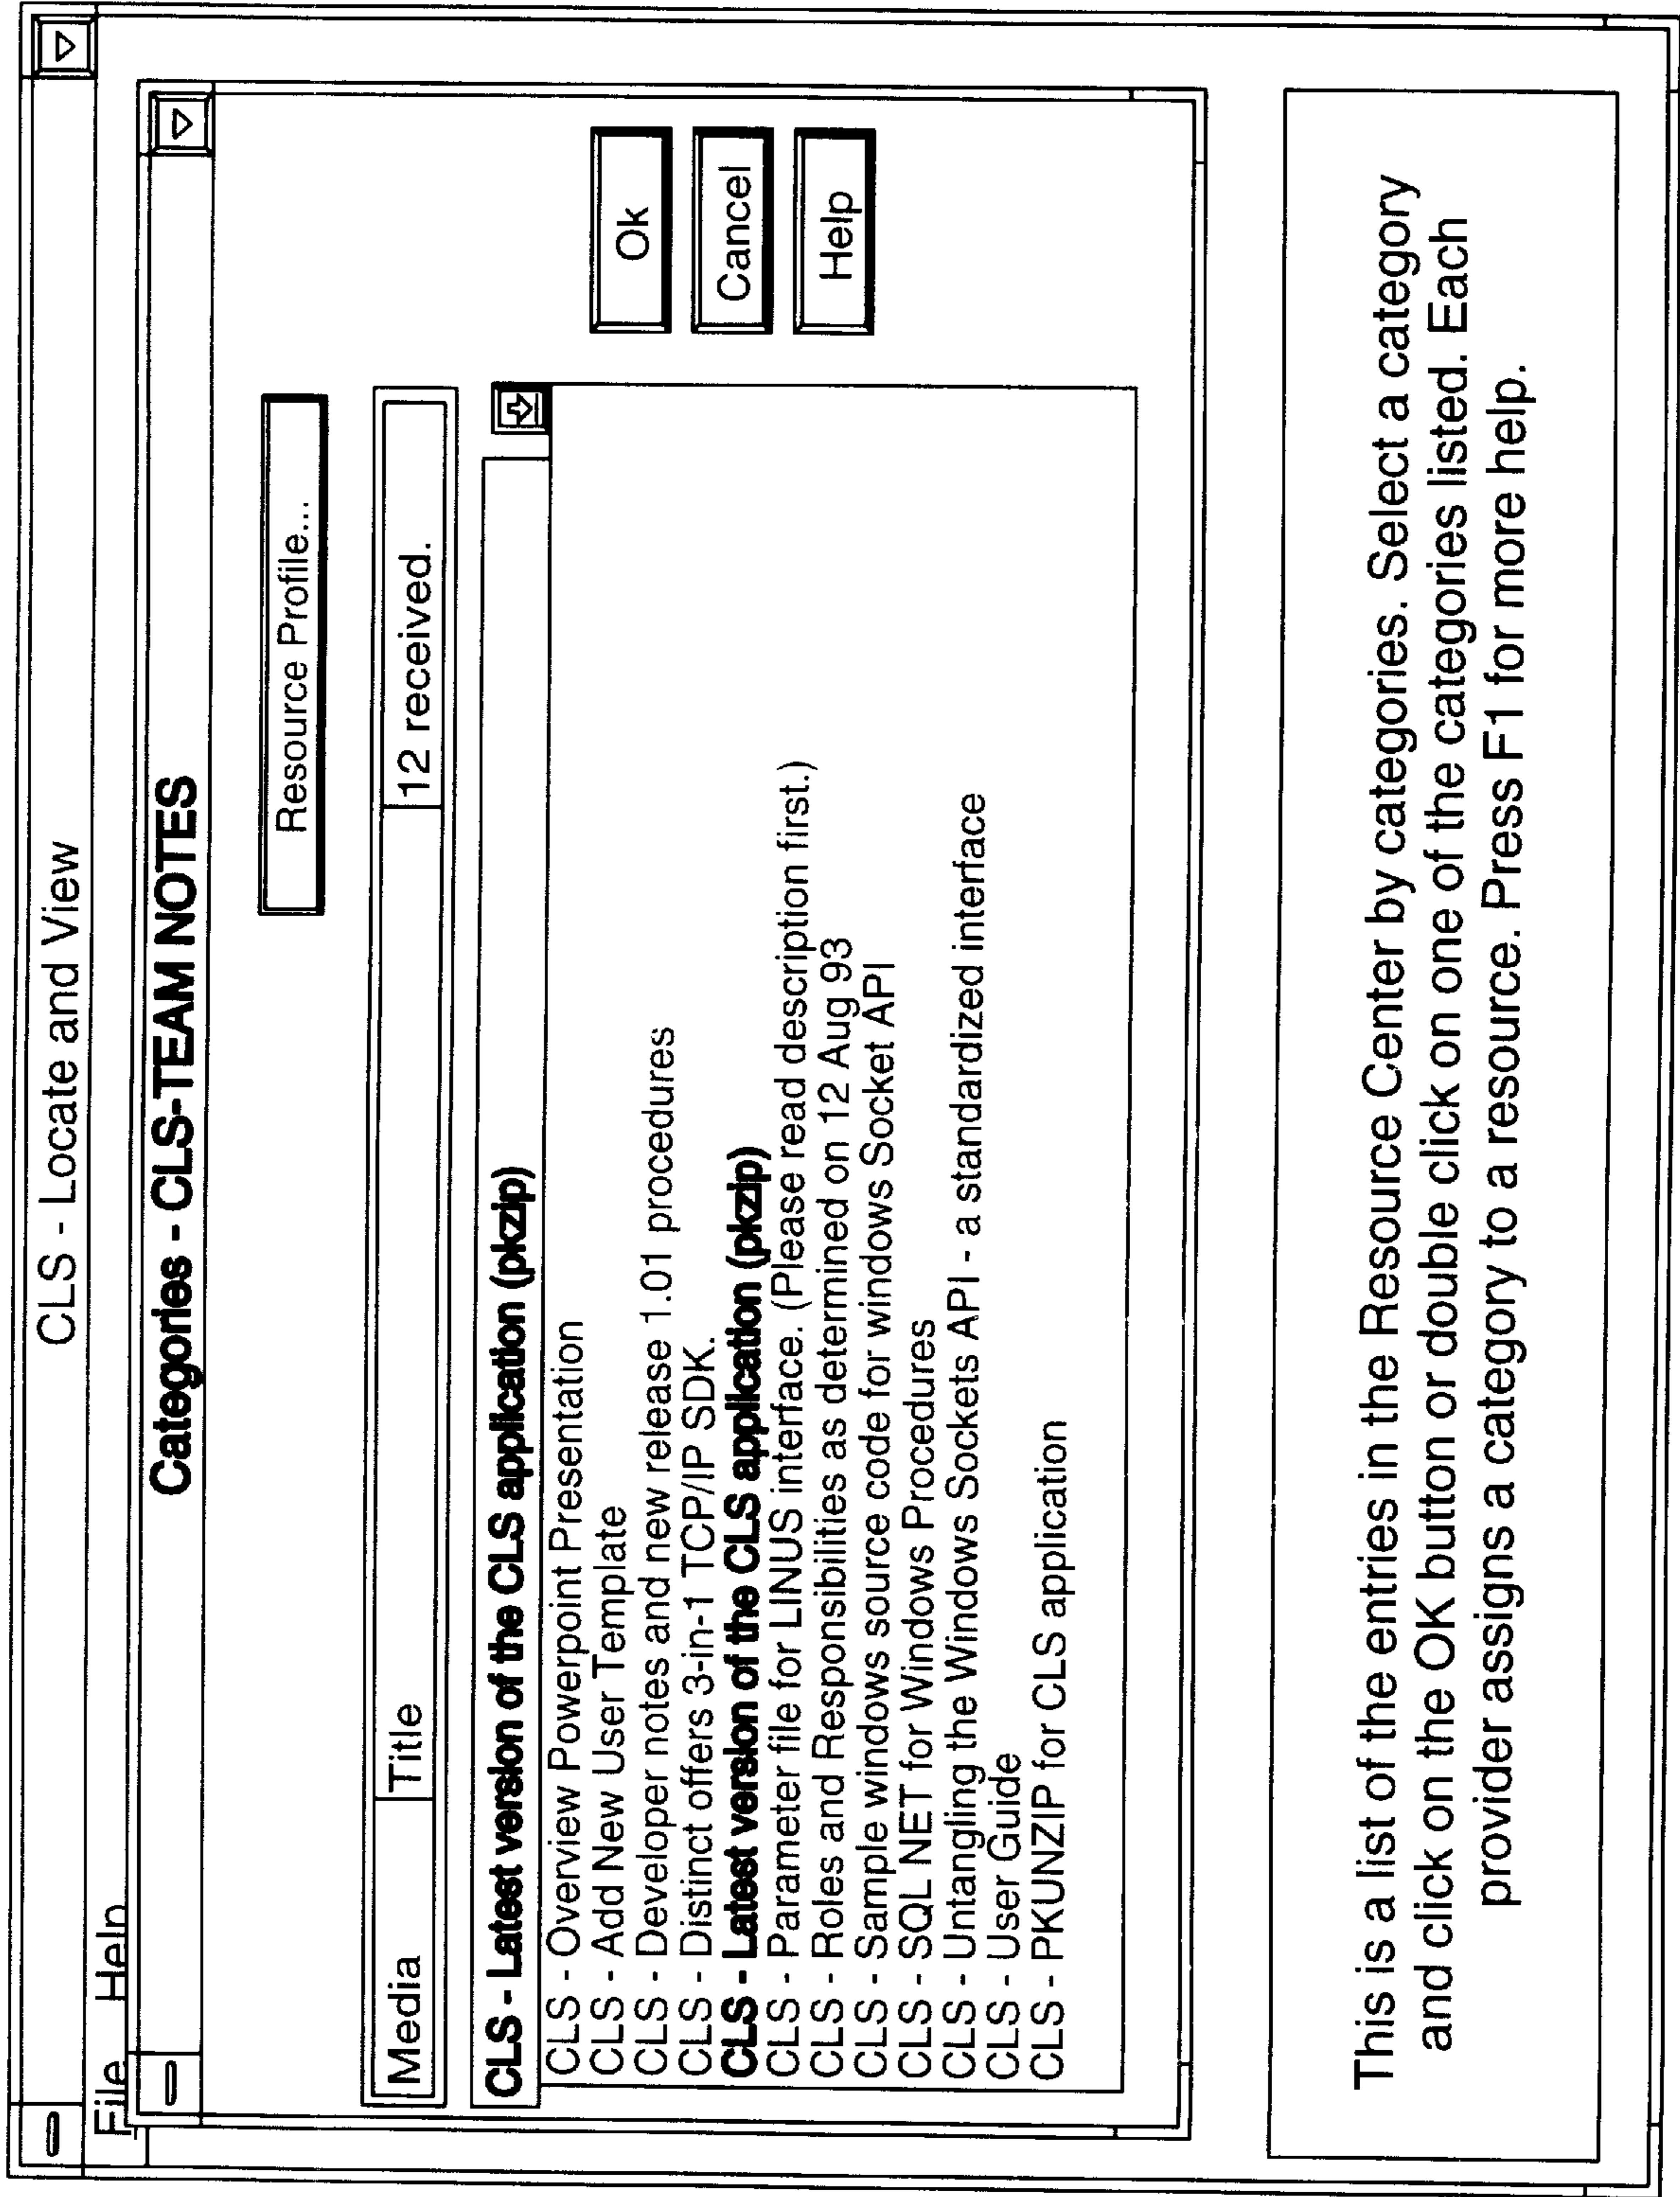 CLS - Locate and View
File Help
Categories - CLS-TEAM NOTES
Resource Profile...
Media Title 12 received.
CLS - Latest version of the CLS application (pkzip)
CLS - Overview Powerpoint Presentation
CLS - Add New User Template
CLS - Developer notes and new release 1.01 procedures
CLS - Distinct offers 3-in-1 TCP/IP SDK.
CLS - Latest version of the CLS application (pkzip)
CLS - Parameter file for LINUS interface. (Please read description first.)
CLS - Roles and Responsibilities as determined on 12 Aug 93
CLS - Sample windows source code for windows Socket API
CLS - SQL NET for Windows Procedures
CLS - Untangling the Windows Sockets API - a standardized interface
CLS - User Guide
CLS - PKUNZIP for CLS application
Ok
Cancel
Help
This is a list of the entries in the Resource Center by categories. Select a category
and click on the OK button or double click on one of the categories listed. Each
provider assigns a category to a resource. Press F1 for more help.